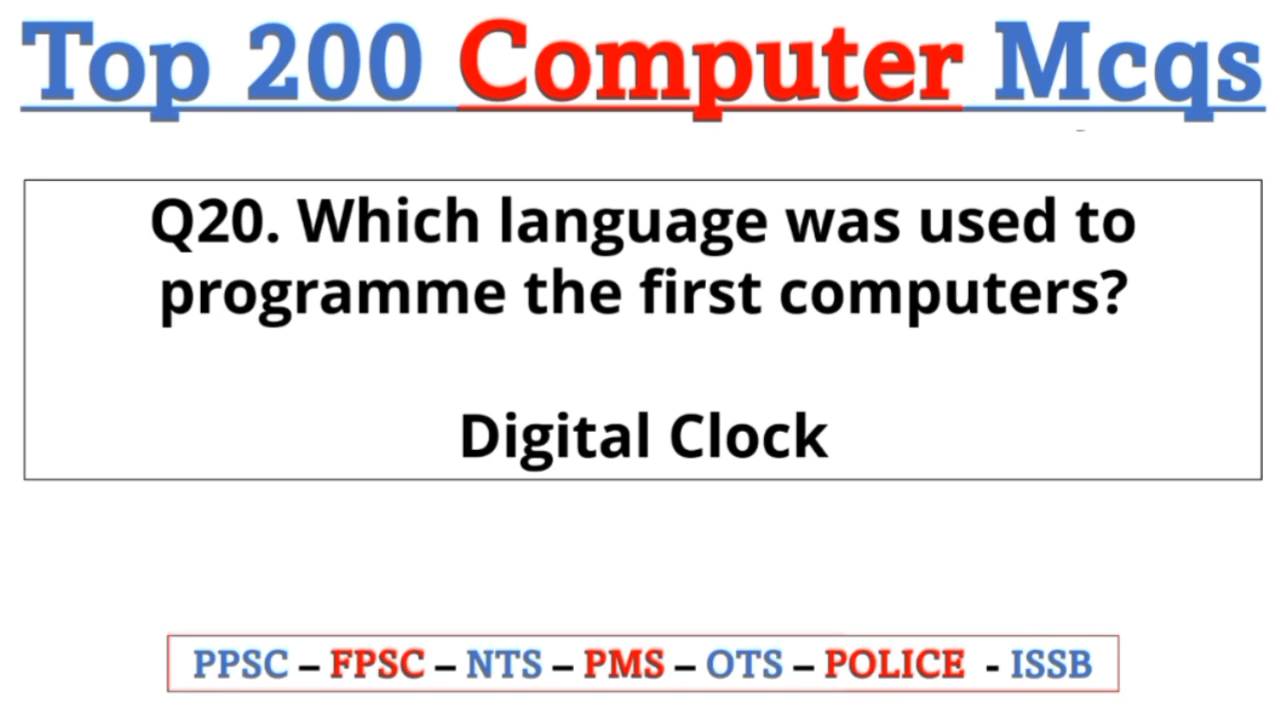 Top 200 Computer Mcqs
Q20. Which language was used to
programme the first computers?
Digital Clock
PPSC – FPSC – NTS – PMS – OTS – POLICE - ISSB